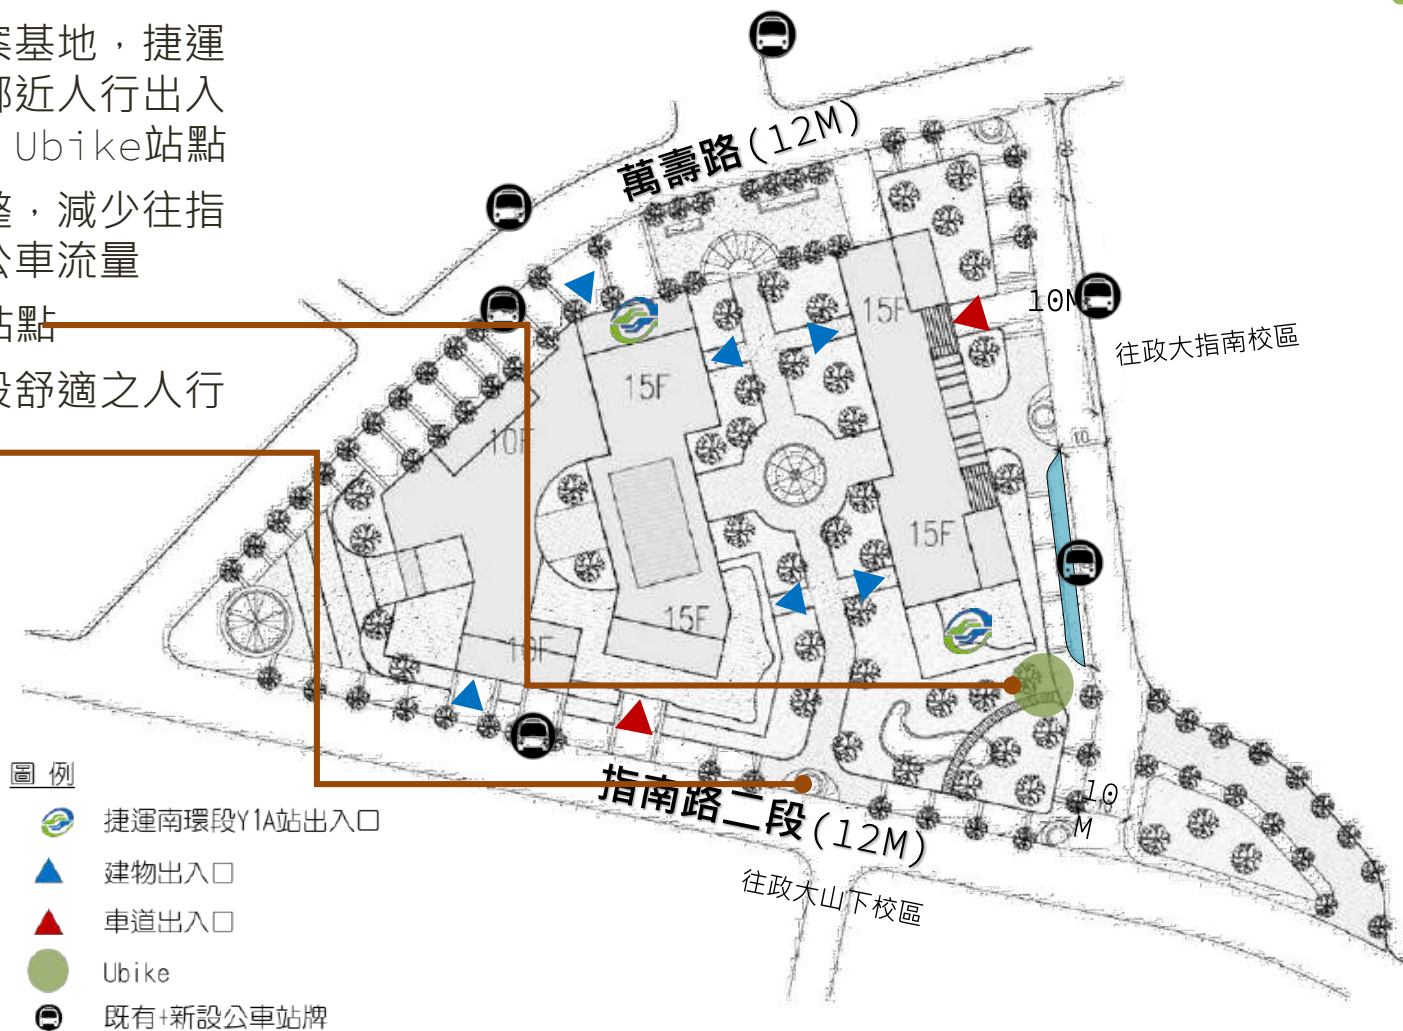 案基地，捷運
鄰近人行出入
Ubike站點
整，減少往指
公車流量
站點
段舒適之人行
萬壽路(12M)
15F
10M
往政大指南校區
15F
10F
10
15F
15F
10F
指南路二段(12M)
10
M
往政大山下校區
圖 例
捷運南環段Y1A站出入口
建物出入口
車道出入口
Ubike
既有+新設公車站牌